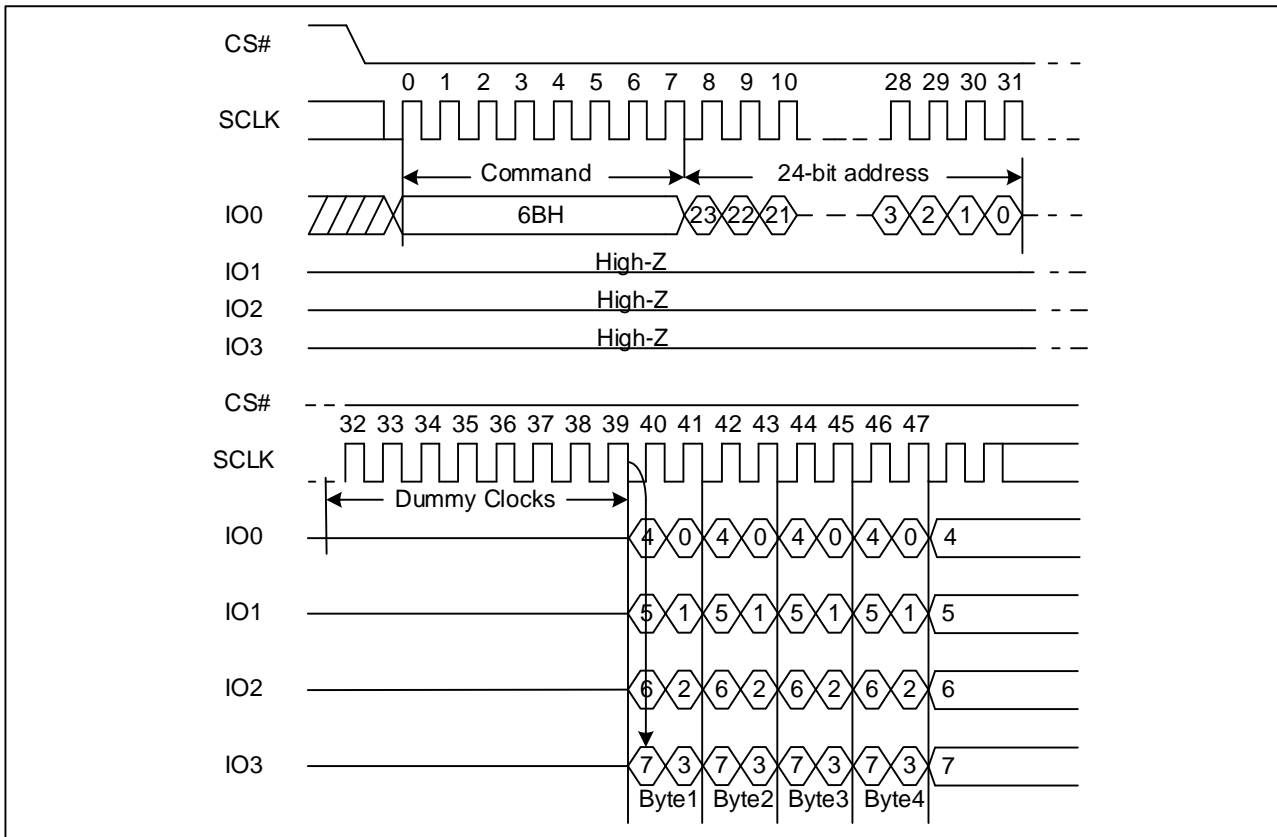 CS#
0 1 2 3 4 5 6 7 8 9 10 28 29 30 31
SCLK
Command 24-bit address
IO0 6BH 23 22 21 3 2 1 0
IO1 High-Z
IO2 High-Z
IO3 High-Z
CS#
32 33 34 35 36 37 38 39 40 41 42 43 44 45 46 47
SCLK
Dummy Clocks
IO0 4 0 4 0 4 0 4 0 4
IO1 5 1 5 1 5 1 5 1 5
IO2 6 2 6 2 6 2 6 2 6
IO3 7 3 7 3 7 3 7 3 7
Byte1 Byte2 Byte3 Byte4